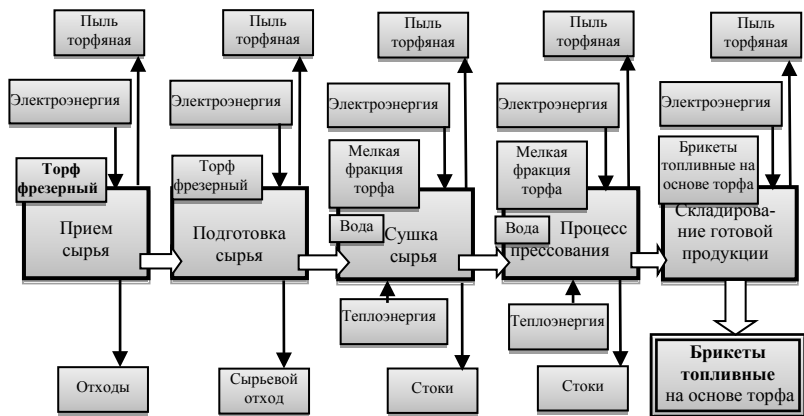 Пыль
торфяная
Пыль
торфяная
Пыль
торфяная
Пыль
торфяная
Пыль
торфяная
Электроэнергия
Электроэнергия
Электроэнергия
Электроэнергия
Электроэнергия
Торф
фрезерный
Торф
фрезерный
Мелкая
фракция
торфа
Мелкая
фракция
торфа
Брикеты
топливные на
основе торфа
Прием
сырья
Подготовка
сырья
Вода
Сушка
сырья
Вода
Процесс
прессования
Складирова-
ние готовой
продукции
Теплоэнергия
Теплоэнергия
Отходы
Сырьевой
отход
Стоки
Стоки
Брикеты
топливные
на основе торфа